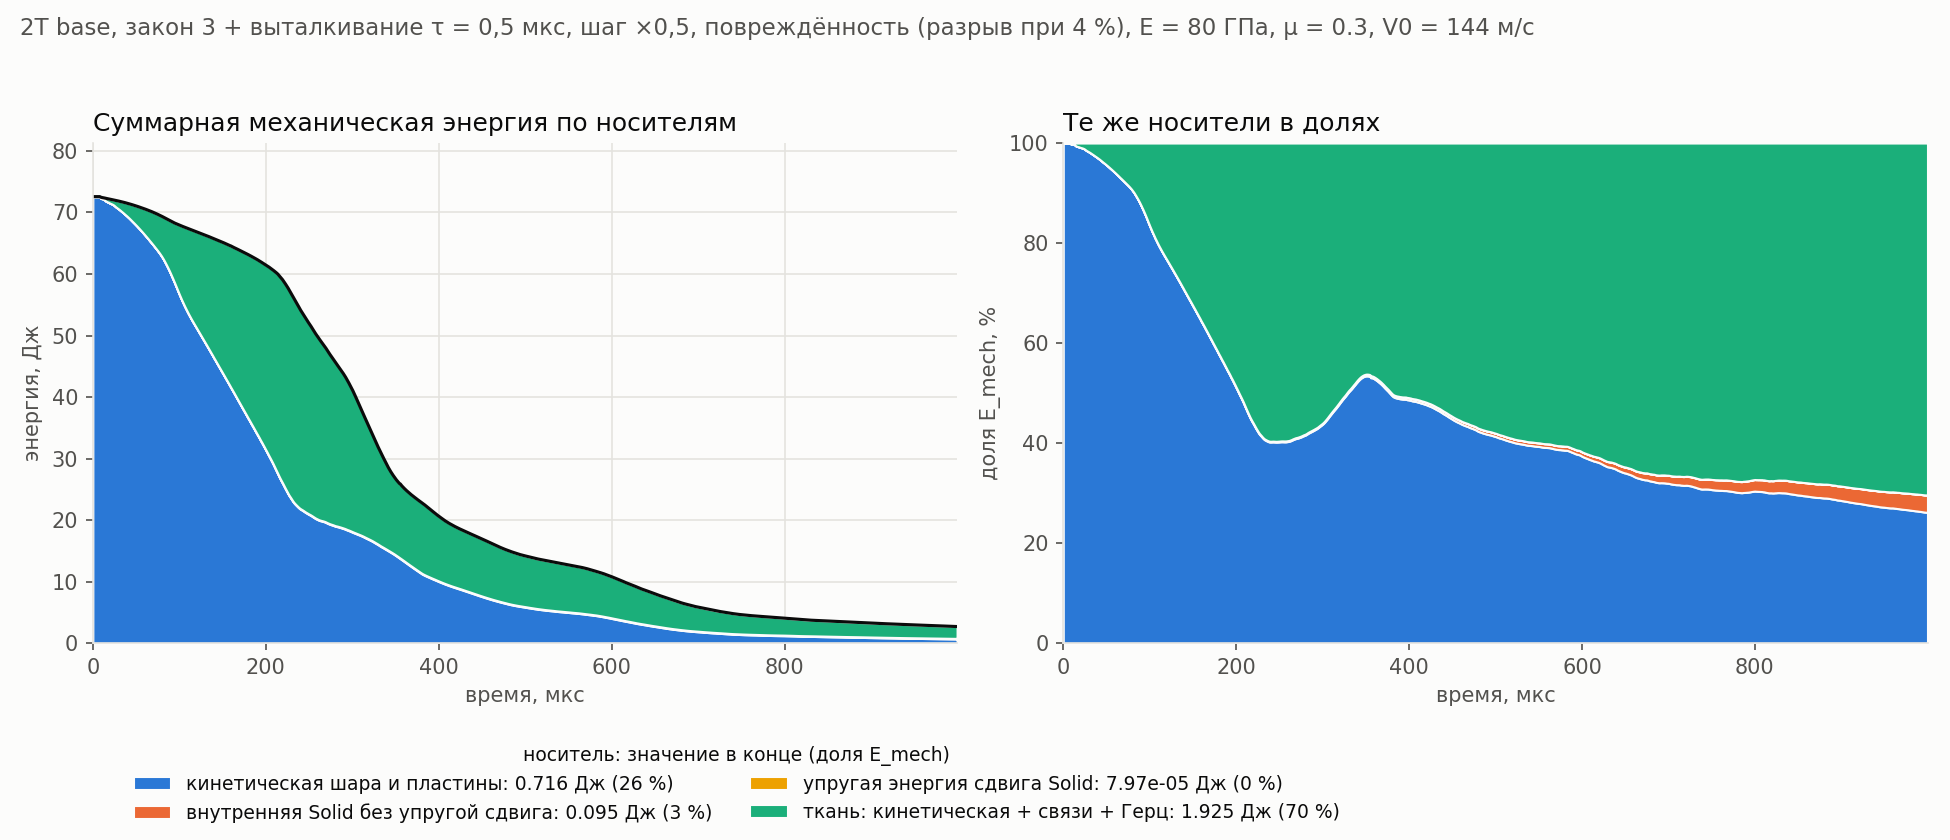 2T base, закон 3 + выталкивание τ = 0,5 мкс, шаг ×0,5, повреждённость (разрыв при 4 %), E = 80 ГПа, μ = 0.3, V0 = 144 м/с
Суммарная механическая энергия по носителям
80
70
60
50
40
30
20
10
0
энергия, Дж
0 200 400 600 800
время, мкс
Те же носители в долях
100
80
60
40
20
0
доля E_mech, %
0 200 400 600 800
время, мкс
носитель: значение в конце (доля E_mech)
кинетическая шара и пластины: 0.716 Дж (26 %)
внутренняя Solid без упругой сдвига: 0.095 Дж (3 %)
упругая энергия сдвига Solid: 7.97e-05 Дж (0 %)
ткань: кинетическая + связи + Герц: 1.925 Дж (70 %)